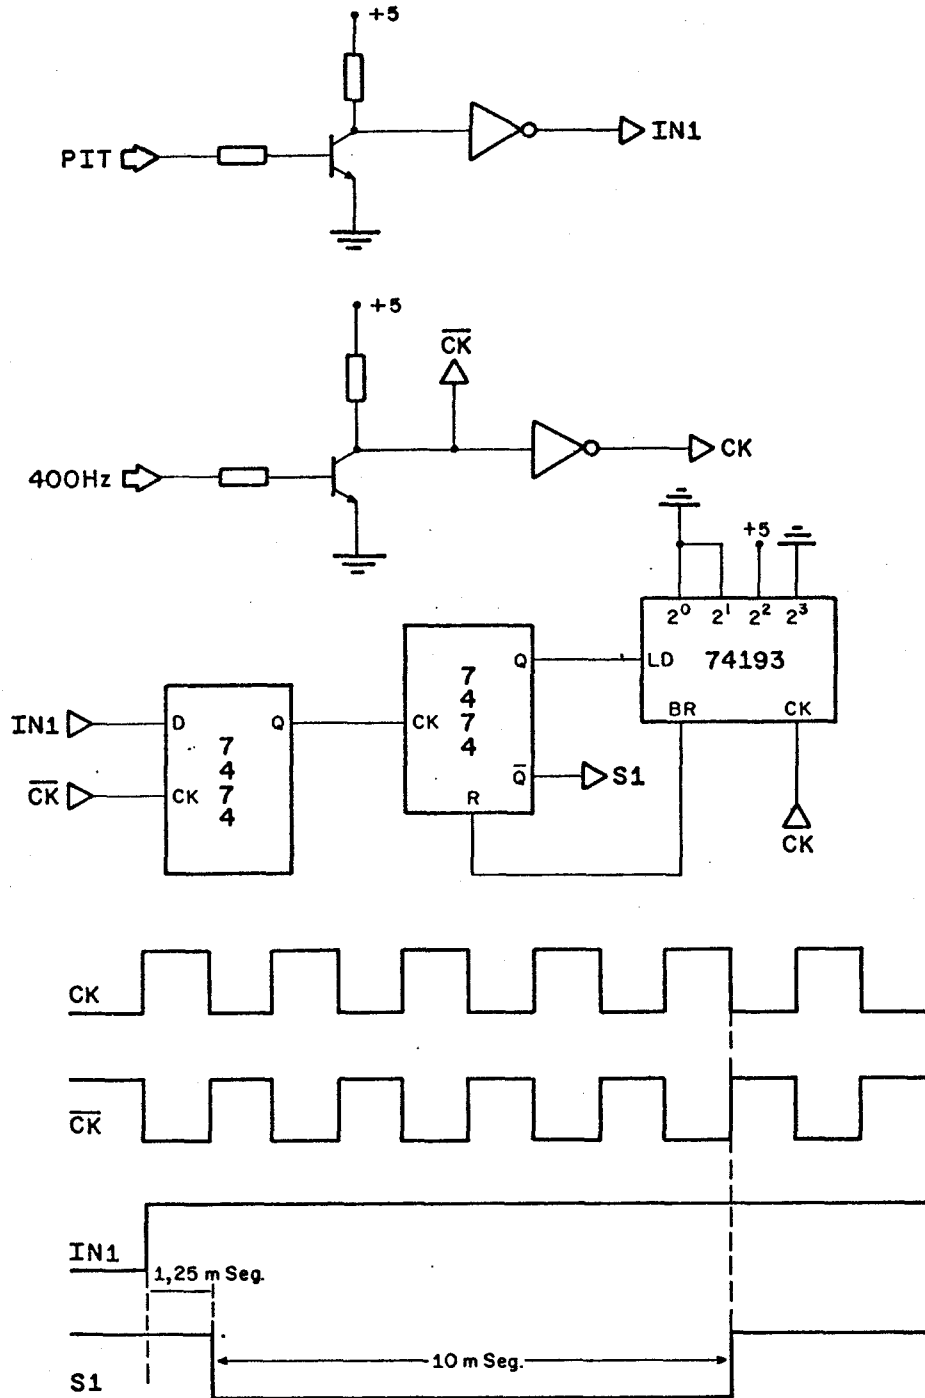 +5
PIT
IN1
+5
CK
400Hz
CK
+5
2⁰ 2¹ 2² 2³
LD 74193
BR CK
CK
IN1
CK
D Q
CK
7
4
7
4
CK
Q
Q
R
7
4
7
4
S1
CK
CK
IN1
1,25 m Seg.
10 m Seg.
S1